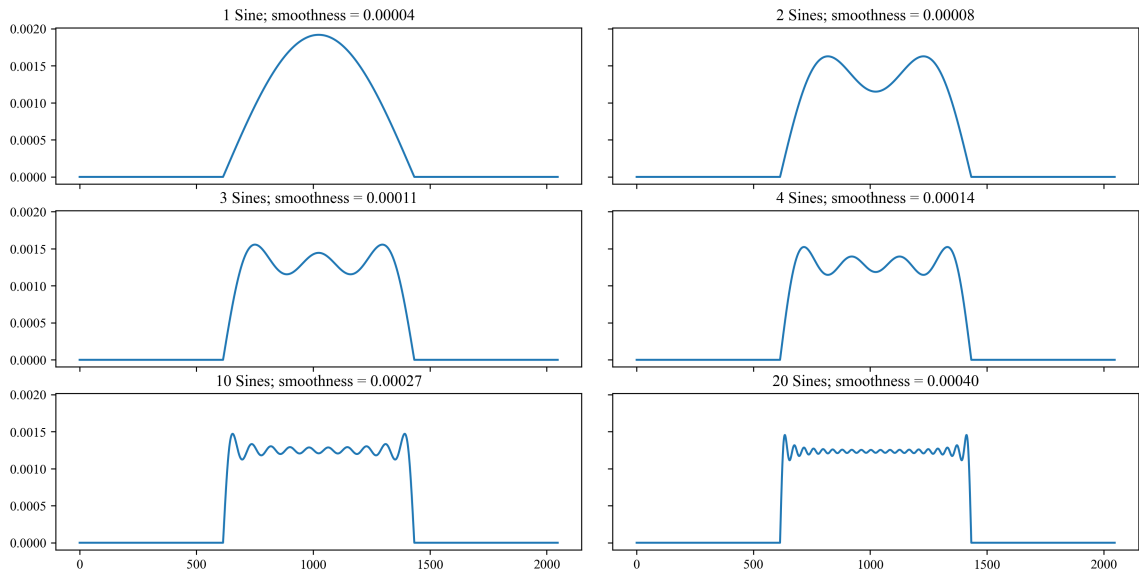 1 Sine; smoothness = 0.00004
2 Sines; smoothness = 0.00008
0.0020
0.0015
0.0010
0.0005
0.0000
3 Sines; smoothness = 0.00011
4 Sines; smoothness = 0.00014
0.0020
0.0015
0.0010
0.0005
0.0000
10 Sines; smoothness = 0.00027
20 Sines; smoothness = 0.00040
0.0020
0.0015
0.0010
0.0005
0.0000
0 500 1000 1500 2000
0 500 1000 1500 2000